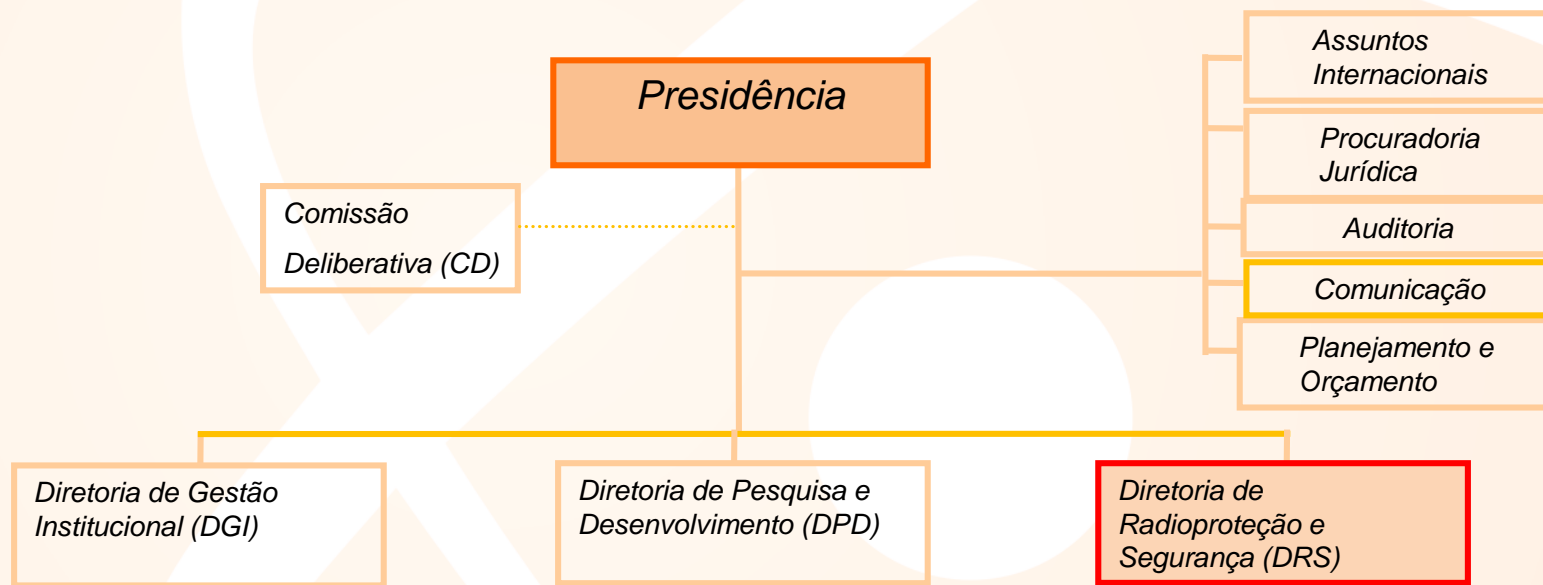 Presidência
Assuntos
Internacionais
Procuradoria
Jurídica
Comissão
Deliberativa (CD)
Auditoria
Comunicação
Planejamento e
Orçamento
Diretoria de Gestão
Institucional (DGI)
Diretoria de Pesquisa e
Desenvolvimento (DPD)
Diretoria de
Radioproteção e
Segurança (DRS)